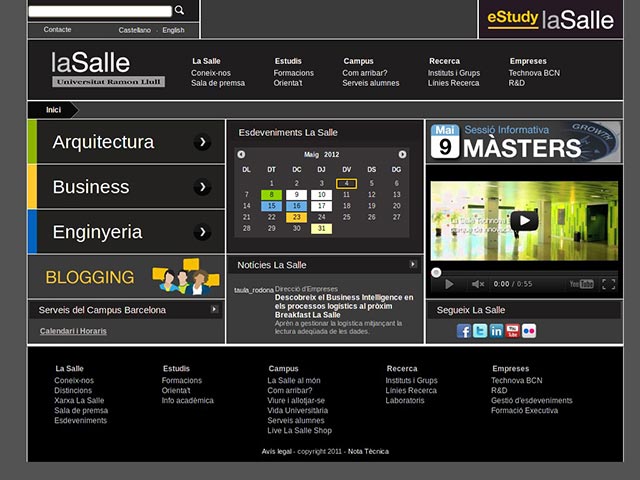 Contacte
Castellano - English
eStudy laSalle
laSalle
Universitat Ramon Llull
La Salle
Coneix-nos
Sala de premsa
Estudis
Formacions
Orienta't
Campus
Com arribar?
Serveis alumnes
Recerca
Instituts i Grups
Línies Recerca
Empreses
Technova BCN
R&D
Inici
Arquitectura
Business
Enginyeria
BLOGGING
Serveis del Campus Barcelona
Calendari i Horaris
Esdeveniments La Salle
Maig 2012
DL DT DC DJ DV DS DG
1 2 3 4 5 6
7 8 9 10 11 12 13
14 15 16 17 18 19 20
21 22 23 24 25 26 27
28 29 30 31
Notícies La Salle
taula_rodona
Direcció d'Empreses
Descobreix el Business Intelligence en
els processos logístics al pròxim
Breakfast La Salle
Aprèn a gestionar la logística mitjançant la
lectura adeqüada de les dades.
Mai
9
Sessió Informativa
MÀSTERS
GROWTH
La Salle Technova
0:00 / 0:55
YouTube
Segueix La Salle
La Salle
Coneix-nos
Distincions
Xarxa La Salle
Sala de premsa
Esdeveniments
Estudis
Formacions
Orienta't
Info acadèmica
Campus
La Salle al món
Com arribar?
Viure i allotjar-se
Vida Universitària
Serveis alumnes
Live La Salle Shop
Recerca
Instituts i Grups
Línies Recerca
Laboratoris
Empreses
Technova BCN
R&D
Gestió d'esdeveniments
Formació Executiva
Avís legal - copyright 2011 - Nota Tècnica